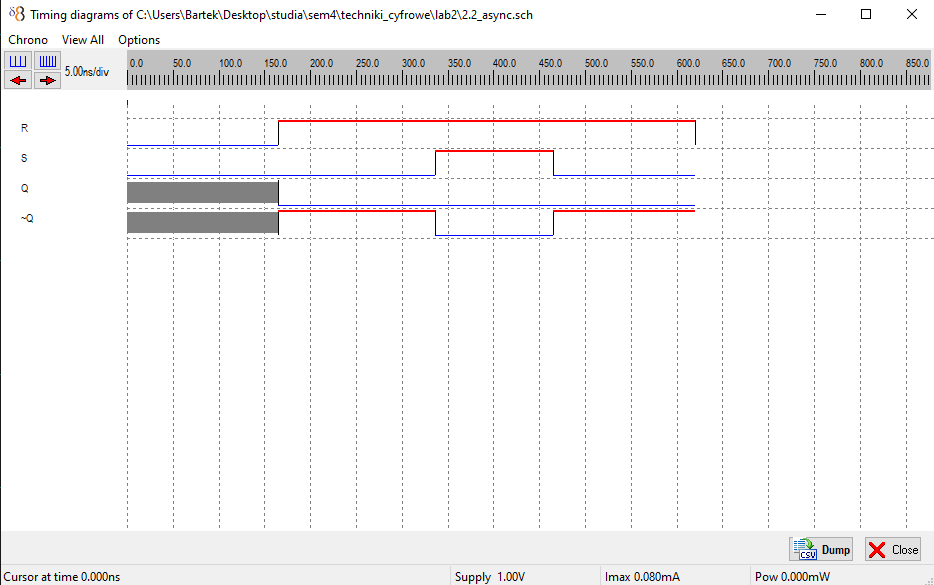 Timing diagrams of C:\Users\Bartek\Desktop\studia\sem4\techniki_cyfrowe\lab2\2.2_async.sch
Chrono View All Options
5.00ns/div
0.0 50.0 100.0 150.0 200.0 250.0 300.0 350.0 400.0 450.0 500.0 550.0 600.0 650.0 700.0 750.0 800.0 850.0
R
S
Q
~Q
CSV Dump Close
Cursor at time 0.000ns Supply 1.00V Imax 0.080mA Pow 0.000mW